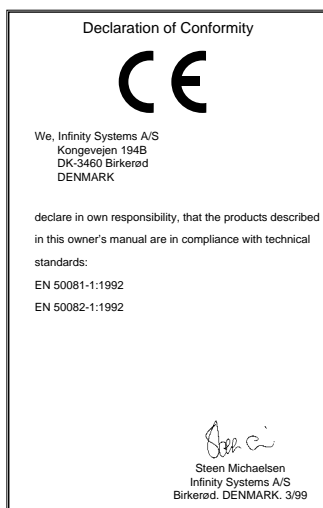 Declaration of Conformity
CE
We, Infinity Systems A/S
Kongevejen 194B
DK-3460 Birkerød
DENMARK
declare in own responsibility, that the products described
in this owner's manual are in compliance with technical
standards:
EN 50081-1:1992
EN 50082-1:1992
Steen Michaelsen
Infinity Systems A/S
Birkerød. DENMARK. 3/99